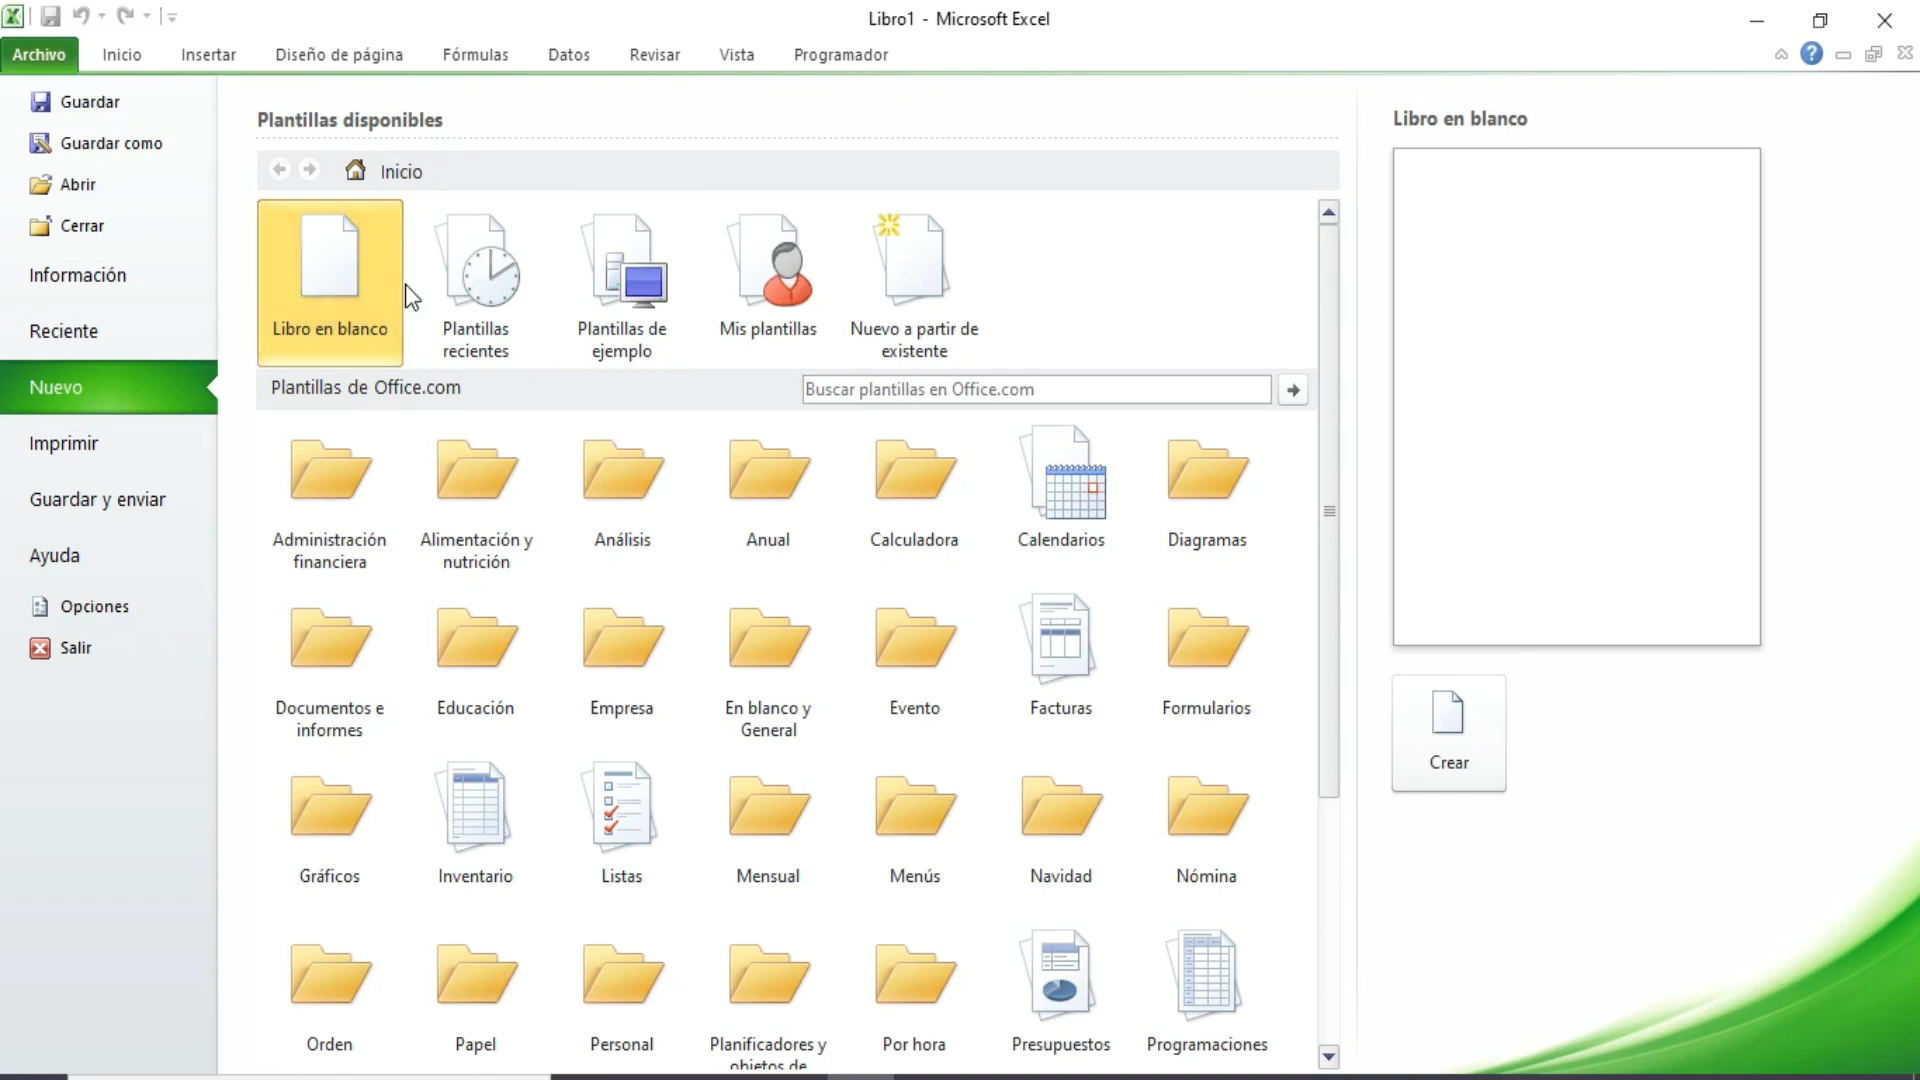 Libro1 - Microsoft Excel
Archivo Inicio Insertar Diseño de página Fórmulas Datos Revisar Vista Programador
Guardar
Guardar como
Abrir
Cerrar
Información
Reciente
Nuevo
Imprimir
Guardar y enviar
Ayuda
Opciones
Salir
Plantillas disponibles
Inicio
Libro en blanco
Plantillas
recientes
Plantillas de
ejemplo
Mis plantillas
Nuevo a partir de
existente
Plantillas de Office.com
Buscar plantillas en Office.com
Administración
financiera
Alimentación y
nutrición
Análisis
Anual
Calculadora
Calendarios
Diagramas
Documentos e
informes
Educación
Empresa
En blanco y
General
Evento
Facturas
Formularios
Gráficos
Inventario
Listas
Mensual
Menús
Navidad
Nómina
Orden
Papel
Personal
Planificadores y
objetos de
Por hora
Presupuestos
Programaciones
Libro en blanco
Crear